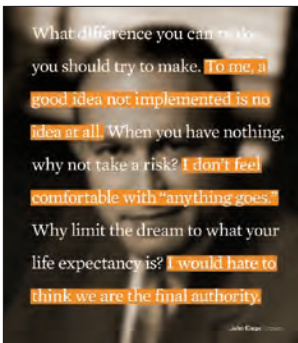 What difference you can make
you should try to make. To me, a
good idea not implemented is no
idea at all. When you have nothing,
why not take a risk? I don't feel
comfortable with “anything goes.”
Why limit the dream to what your
life expectancy is? I would hate to
think we are the final authority.
John Kraus